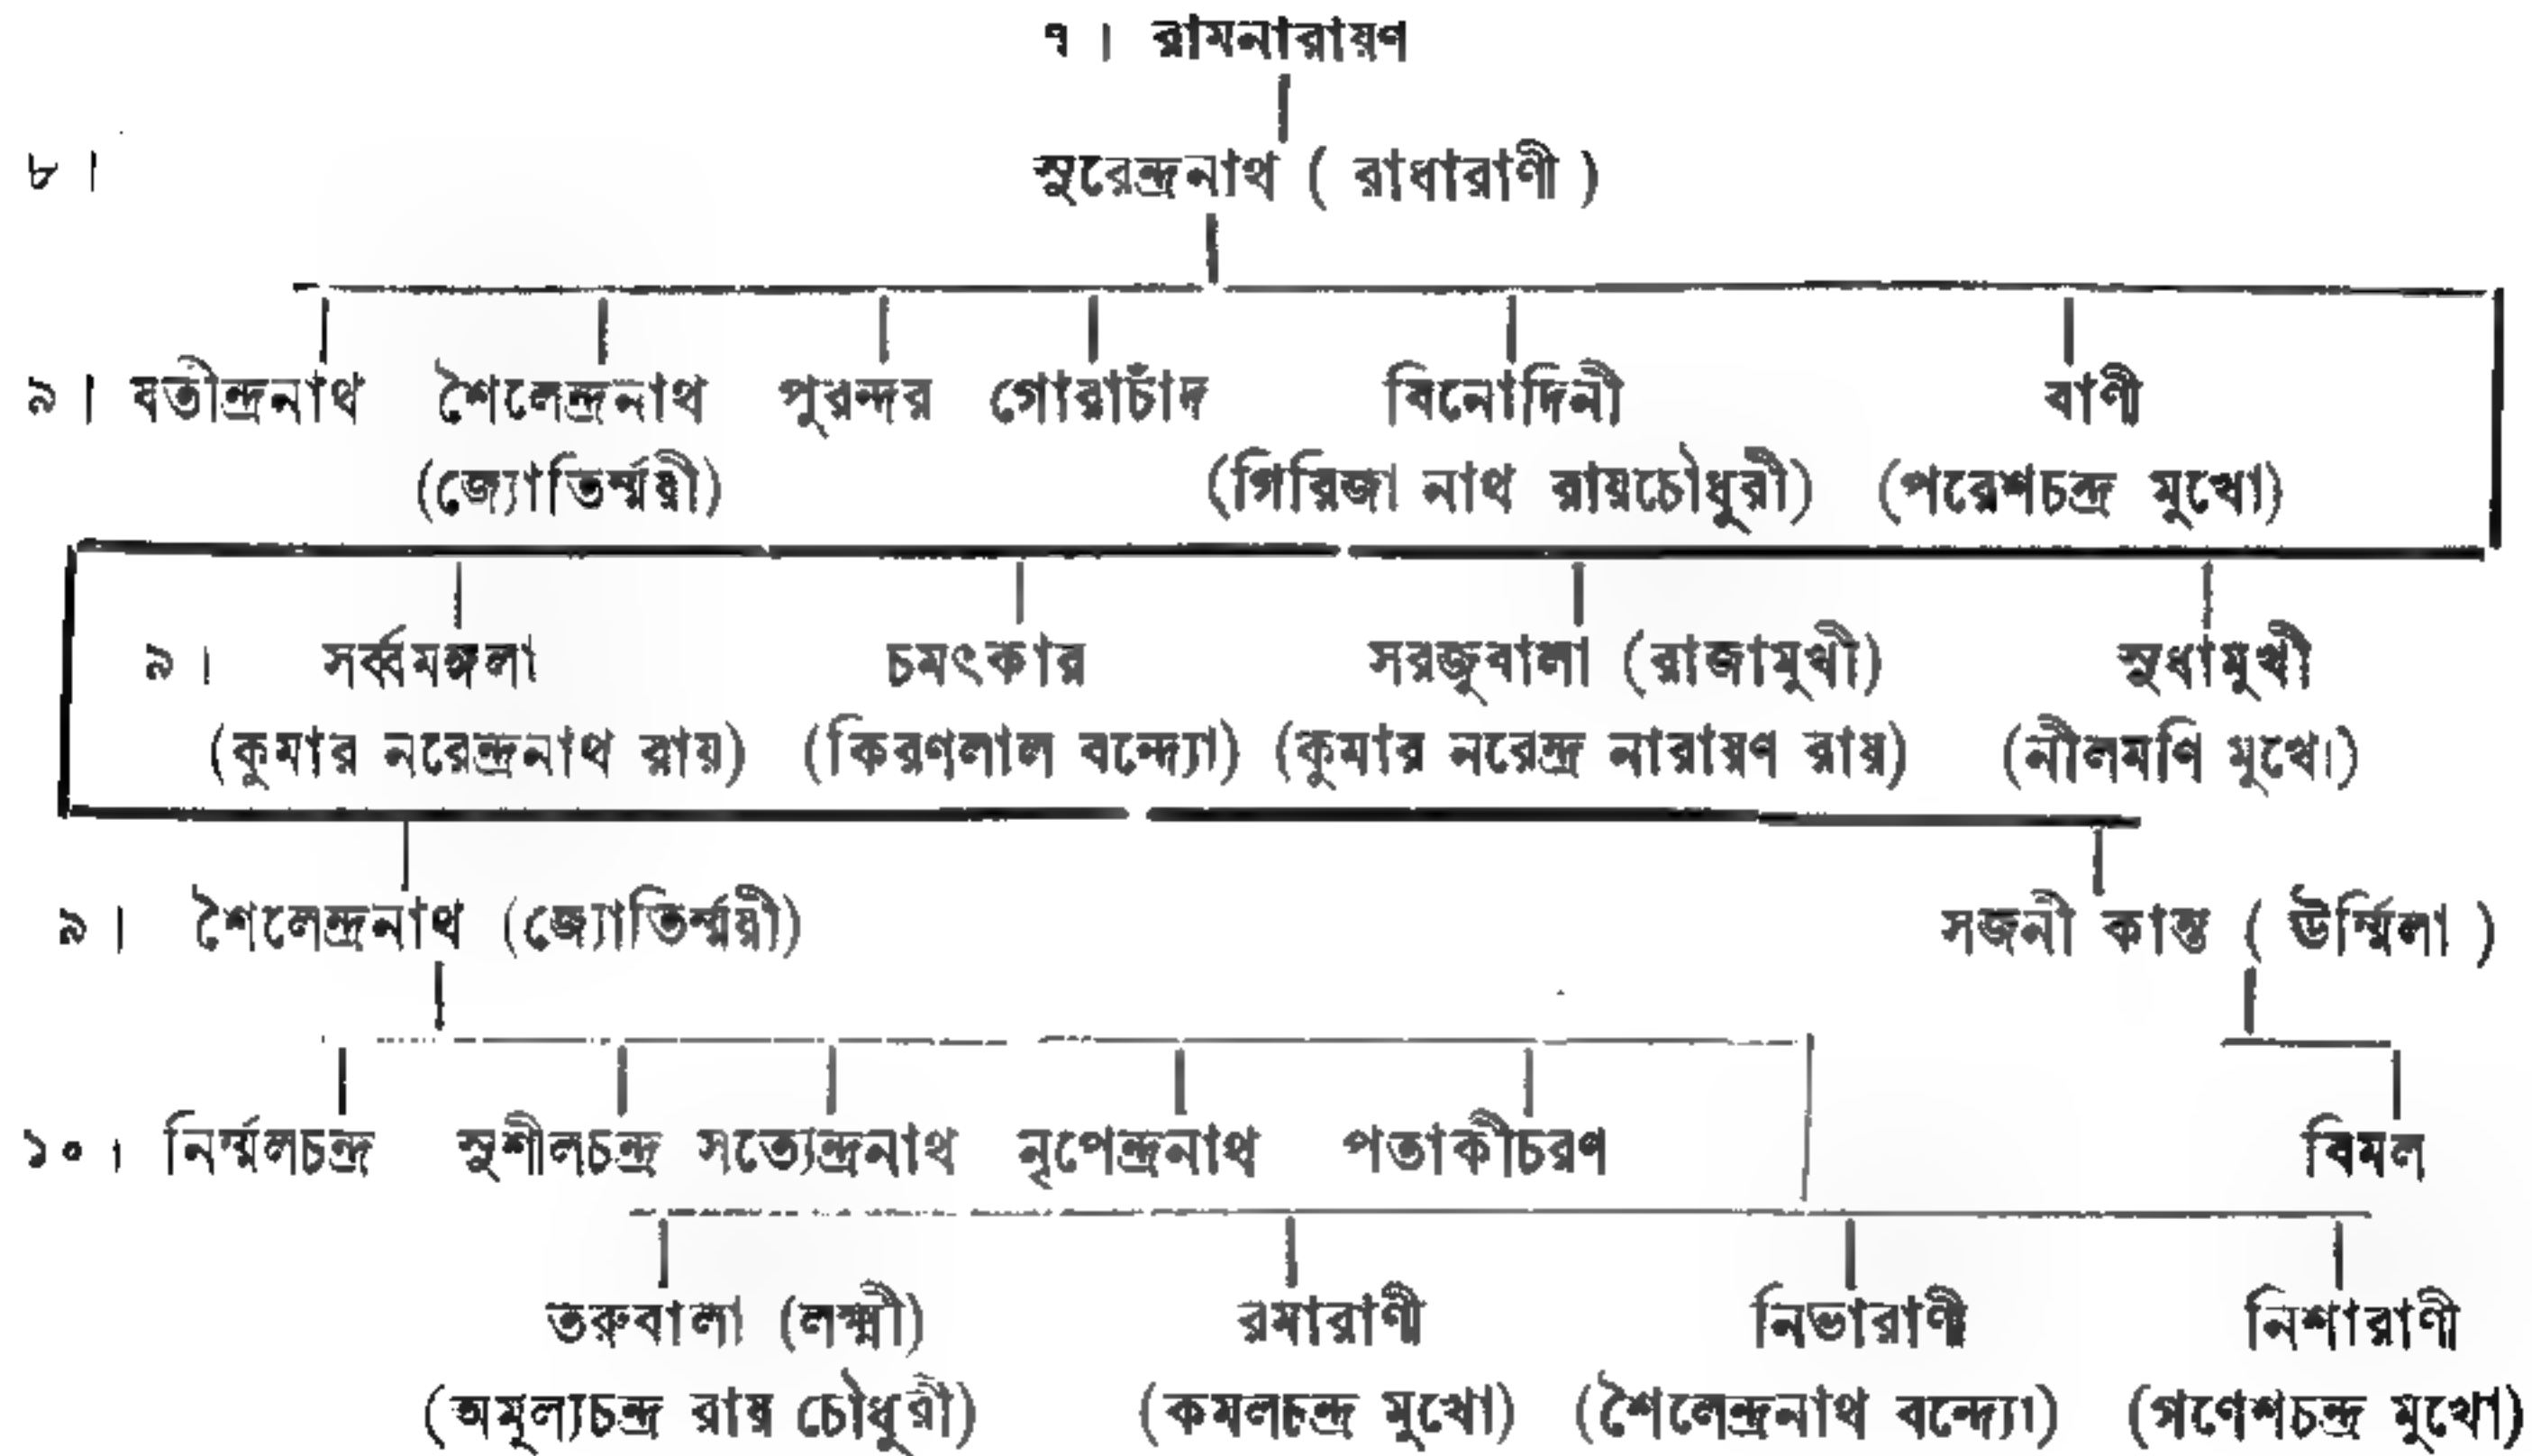 ৭। রামনারায়ণ
৮।
সুরেন্দ্রনাথ ( রাধারাণী )
৯। যতীন্দ্রনাথ শৈলেন্দ্রনাথ পুরন্দর গোরাচাঁদ বিনোদিনী বাণী
(জ্যোতির্ম্ময়ী) (গিরিজা নাথ রায়চৌধুরী) (পরেশচন্দ্র মুখো)
৯। সর্ব্বমঙ্গলা চমৎকার সরজুবালা (রাজামুখী) সুধামুখী
(কুমার নরেন্দ্রনাথ রায়) (কিরণলাল বন্দ্যো) (কুমার নরেন্দ্র নারায়ণ রায়) (নীলমণি মুখো)
৯। শৈলেন্দ্রনাথ (জ্যোতির্ম্ময়ী) সজনী কান্ত ( ঊর্ম্মিলা )
১০। নির্ম্মলচন্দ্র সুশীলচন্দ্র সত্যেন্দ্রনাথ নৃপেন্দ্রনাথ পতাকীচরণ বিমল
তরুবালা (লক্ষ্মী) রমারাণী নিভারাণী নিশারাণী
(অমূল্যচন্দ্র রায় চৌধুরী) (কমলচন্দ্র মুখো) (শৈলেন্দ্রনাথ বন্দ্যো) (গণেশচন্দ্র মুখো)